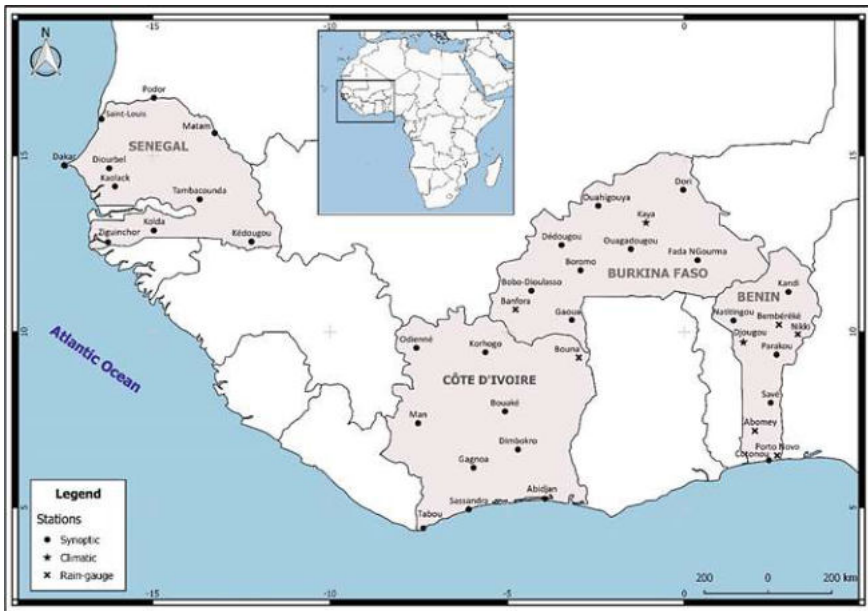 -15
-5
0
N
Podor
Saint-Louis
Matam
SENEGAL
Dakar
Diourbel
Kaolack
Tambacounda
Kolda
Ziguinchor
Kédougou
15
15
Dori
Ouahigouya
Kaya
Dédougou
Ouagadougou
Fada NGourma
Boromo
BURKINA FASO
Bobo-Dioulasso
Banfora
Gaoua
Kandi
BENIN
Natitingou
Bembéréké
Nikki
Djougou
Parakou
10
10
Odienné
Korhogo
Bouna
CÔTE D'IVOIRE
Bouaké
Man
Dimbokro
Gagnoa
Savé
Abomey
Porto Novo
Cotonou
Abidjan
Sassandra
Tabou
Atlantic Ocean
5
5
Legend
Stations
Synoptic
Climatic
Rain-gauge
200 0 200 km
-15
-10
-5
0